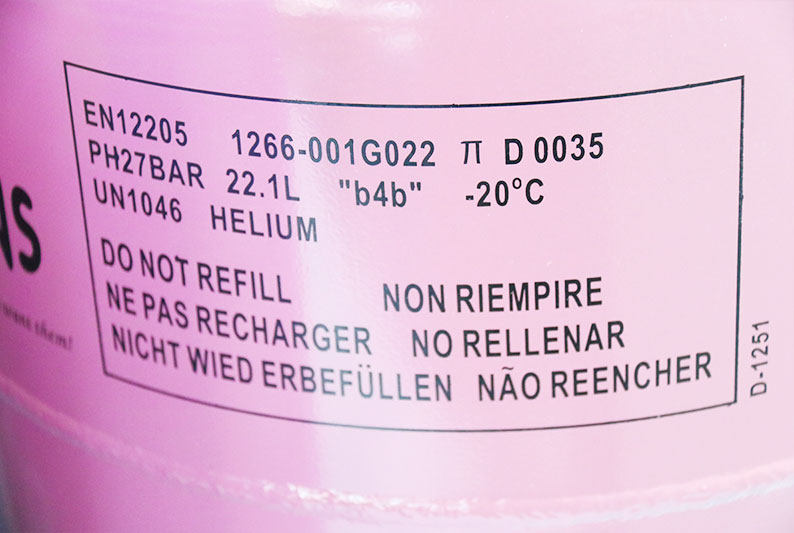 EN12205 1266-001G022 π D 0035
PH27BAR 22.1L "b4b" -20°C
UN1046 HELIUM
DO NOT REFILL NON RIEMPIRE
NE PAS RECHARGER NO RELLENAR
NICHT WIED ERBEFÜLLEN NÃO REENCHER
D-1251
them!